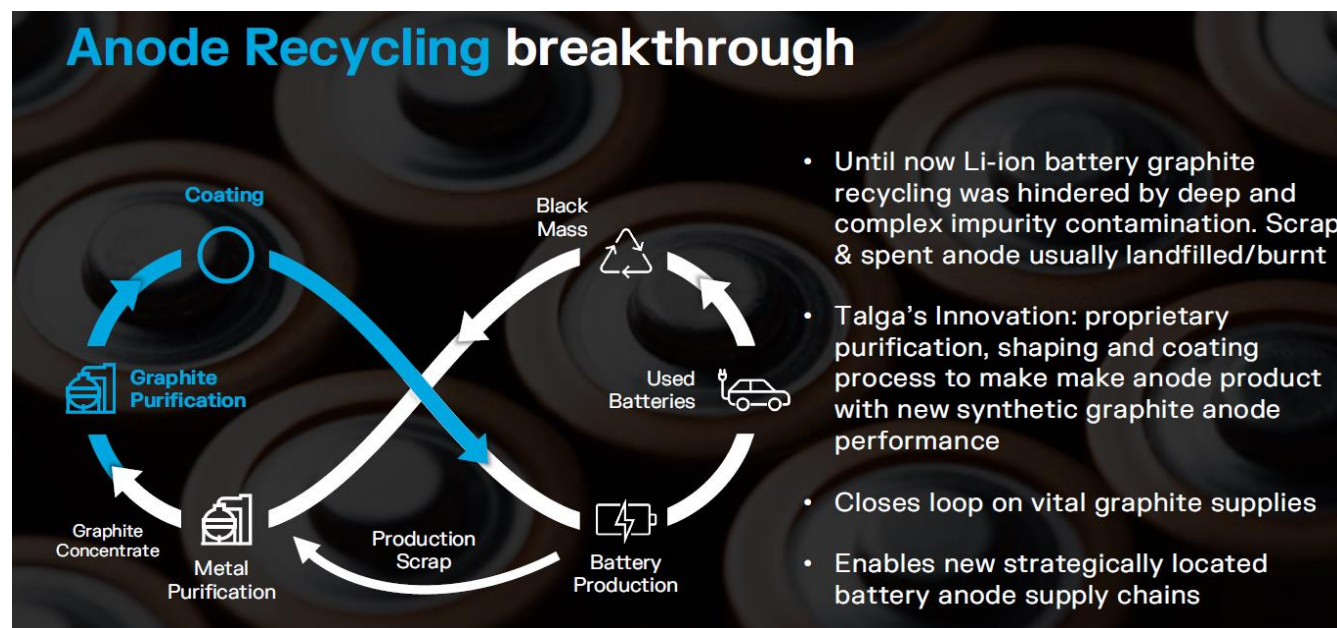 Anode Recycling breakthrough
Coating
Black
Mass
Graphite
Purification
Used
Batteries
Graphite
Concentrate
Metal
Purification
Production
Scrap
Battery
Production
• Until now Li-ion battery graphite
recycling was hindered by deep and
complex impurity contamination. Scrap
& spent anode usually landfilled/burnt
• Talga's Innovation: proprietary
purification, shaping and coating
process to make make anode product
with new synthetic graphite anode
performance
• Closes loop on vital graphite supplies
• Enables new strategically located
battery anode supply chains